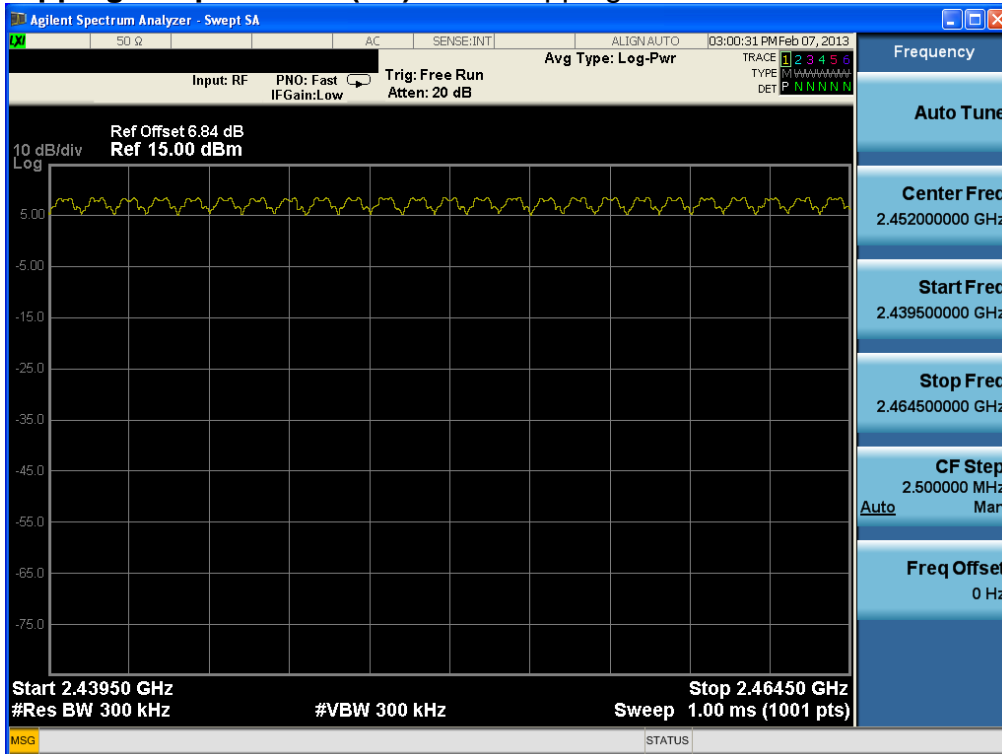 Agilent Spectrum Analyzer - Swept SA
LXI 50 Ω AC SENSE:INT ALIGN AUTO 03:00:31 PM Feb 07, 2013
Avg Type: Log-Pwr TRACE 1 2 3 4 5 6
Input: RF PNO: Fast Trig: Free Run TYPE M WWWWW
IFGain:Low Atten: 20 dB DET P N N N N N
Frequency
Auto Tune
Ref Offset 6.84 dB
10 dB/div Ref 15.00 dBm
Log
5.00
-5.00
-15.0
-25.0
-35.0
-45.0
-55.0
-65.0
-75.0
Center Freq
2.452000000 GHz
Start Freq
2.439500000 GHz
Stop Freq
2.464500000 GHz
CF Step
2.500000 MHz
Auto Man
Freq Offset
0 Hz
Start 2.43950 GHz Stop 2.46450 GHz
#Res BW 300 kHz #VBW 300 kHz Sweep 1.00 ms (1001 pts)
MSG STATUS